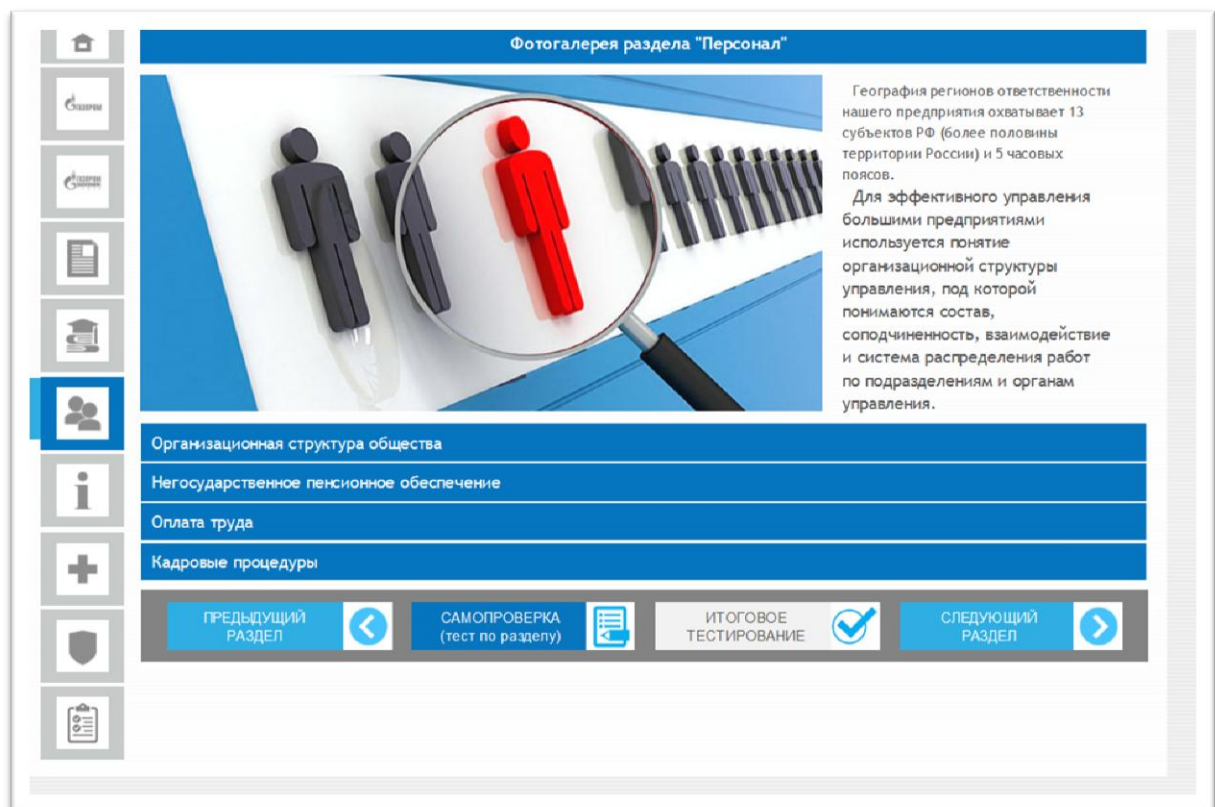 Фотогалерея раздела "Персонал"
ГАЗПРОМ
География регионов ответственности
нашего предприятия охватывает 13
субъектов РФ (более половины
территории России) и 5 часовых
поясов.
Для эффективного управления
большими предприятиями
используется понятие
организационной структуры
управления, под которой
понимаются состав,
соподчиненность, взаимодействие
и система распределения работ
по подразделениям и органам
управления.
Организационная структура общества
Негосударственное пенсионное обеспечение
Оплата труда
Кадровые процедуры
ПРЕДЫДУЩИЙ
РАЗДЕЛ
САМОПРОВЕРКА
(тест по разделу)
ИТОГОВОЕ
ТЕСТИРОВАНИЕ
СЛЕДУЮЩИЙ
РАЗДЕЛ